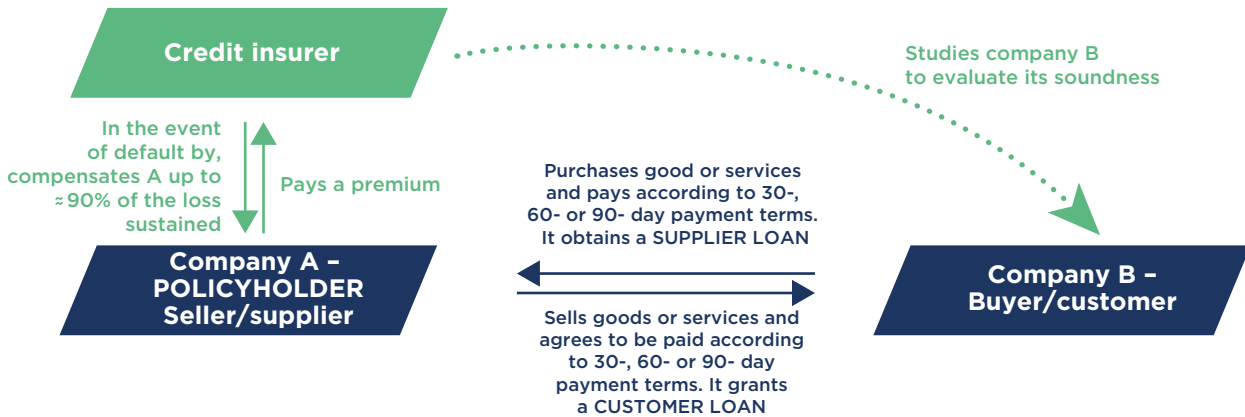 Credit insurer
Studies company B
to evaluate its soundness
In the event
of default by,
compensates A up to
≈90% of the loss
sustained
Pays a premium
Purchases good or services
and pays according to 30-,
60- or 90- day payment terms.
It obtains a SUPPLIER LOAN
Company A –
POLICYHOLDER
Seller/supplier
Company B –
Buyer/customer
Sells goods or services and
agrees to be paid according
to 30-, 60- or 90- day
payment terms. It grants
a CUSTOMER LOAN